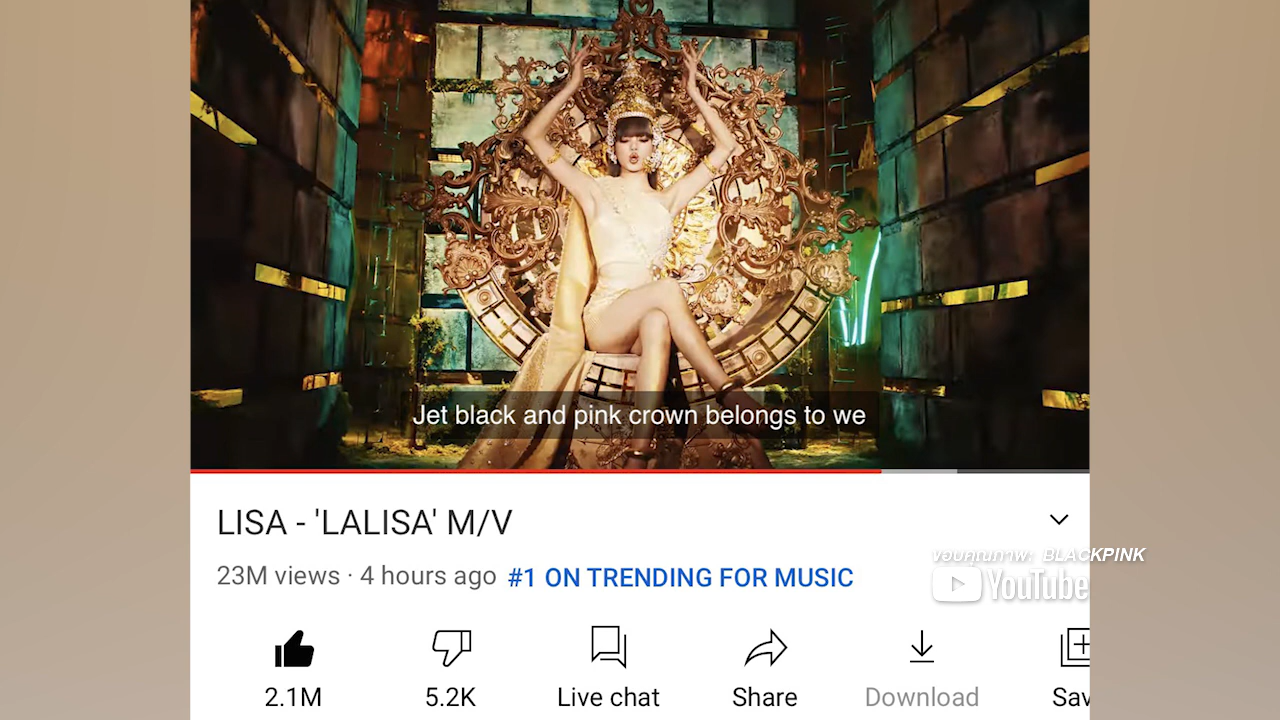 Jet black and pink crown belongs to we
LISA - 'LALISA' M/V
23M views · 4 hours ago #1 ON TRENDING FOR MUSIC
ขอบคุณภาพ: BLACKPINK
YouTube
2.1M
5.2K
Live chat
Share
Download
Sav